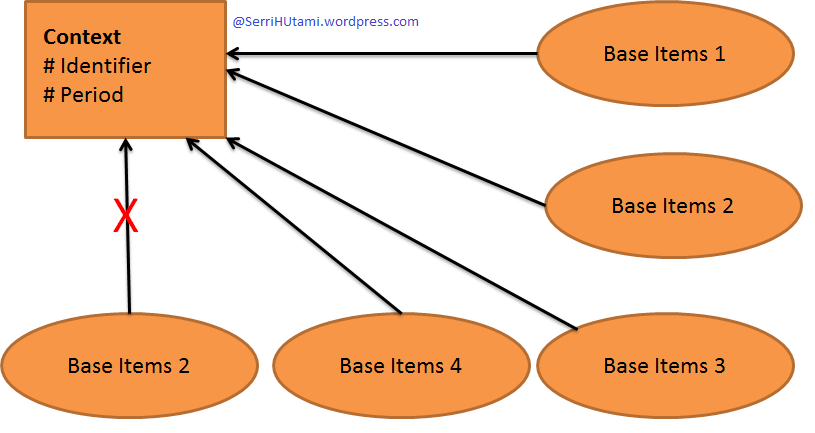 Context
# Identifier
# Period
@SerriHUtami.wordpress.com
Base Items 1
Base Items 2
X
Base Items 2
Base Items 4
Base Items 3